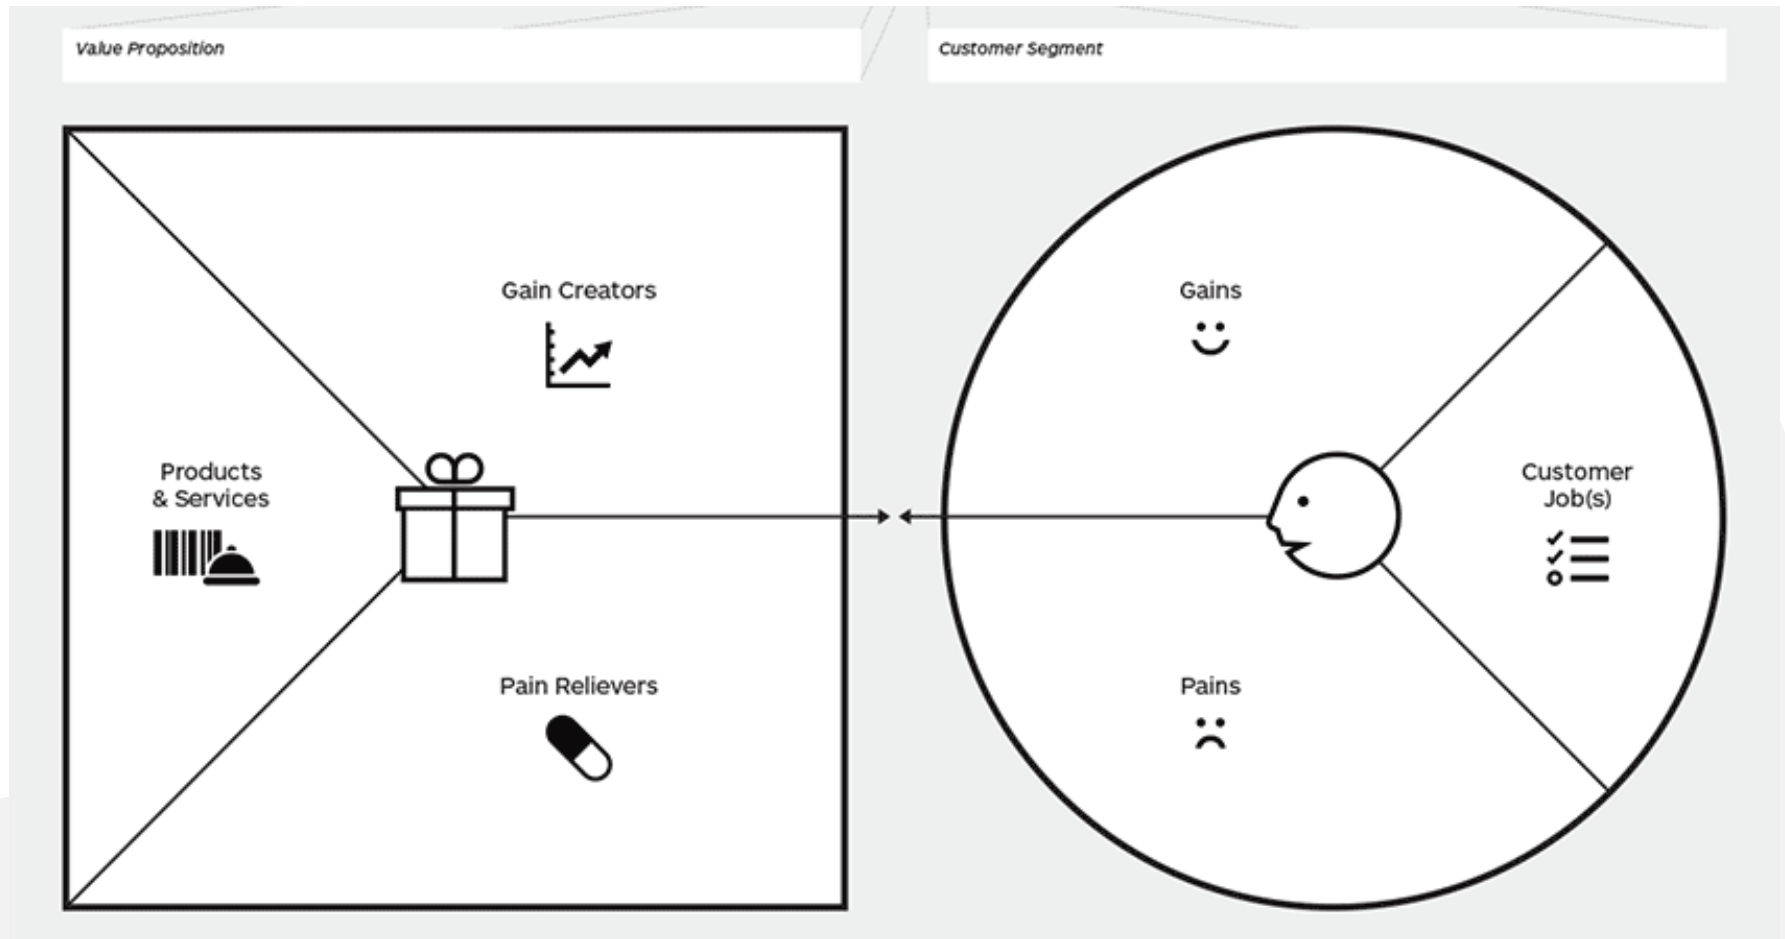 Value Proposition
Customer Segment
Gain Creators
Products
& Services
Pain Relievers
Gains
Customer
Job(s)
Pains